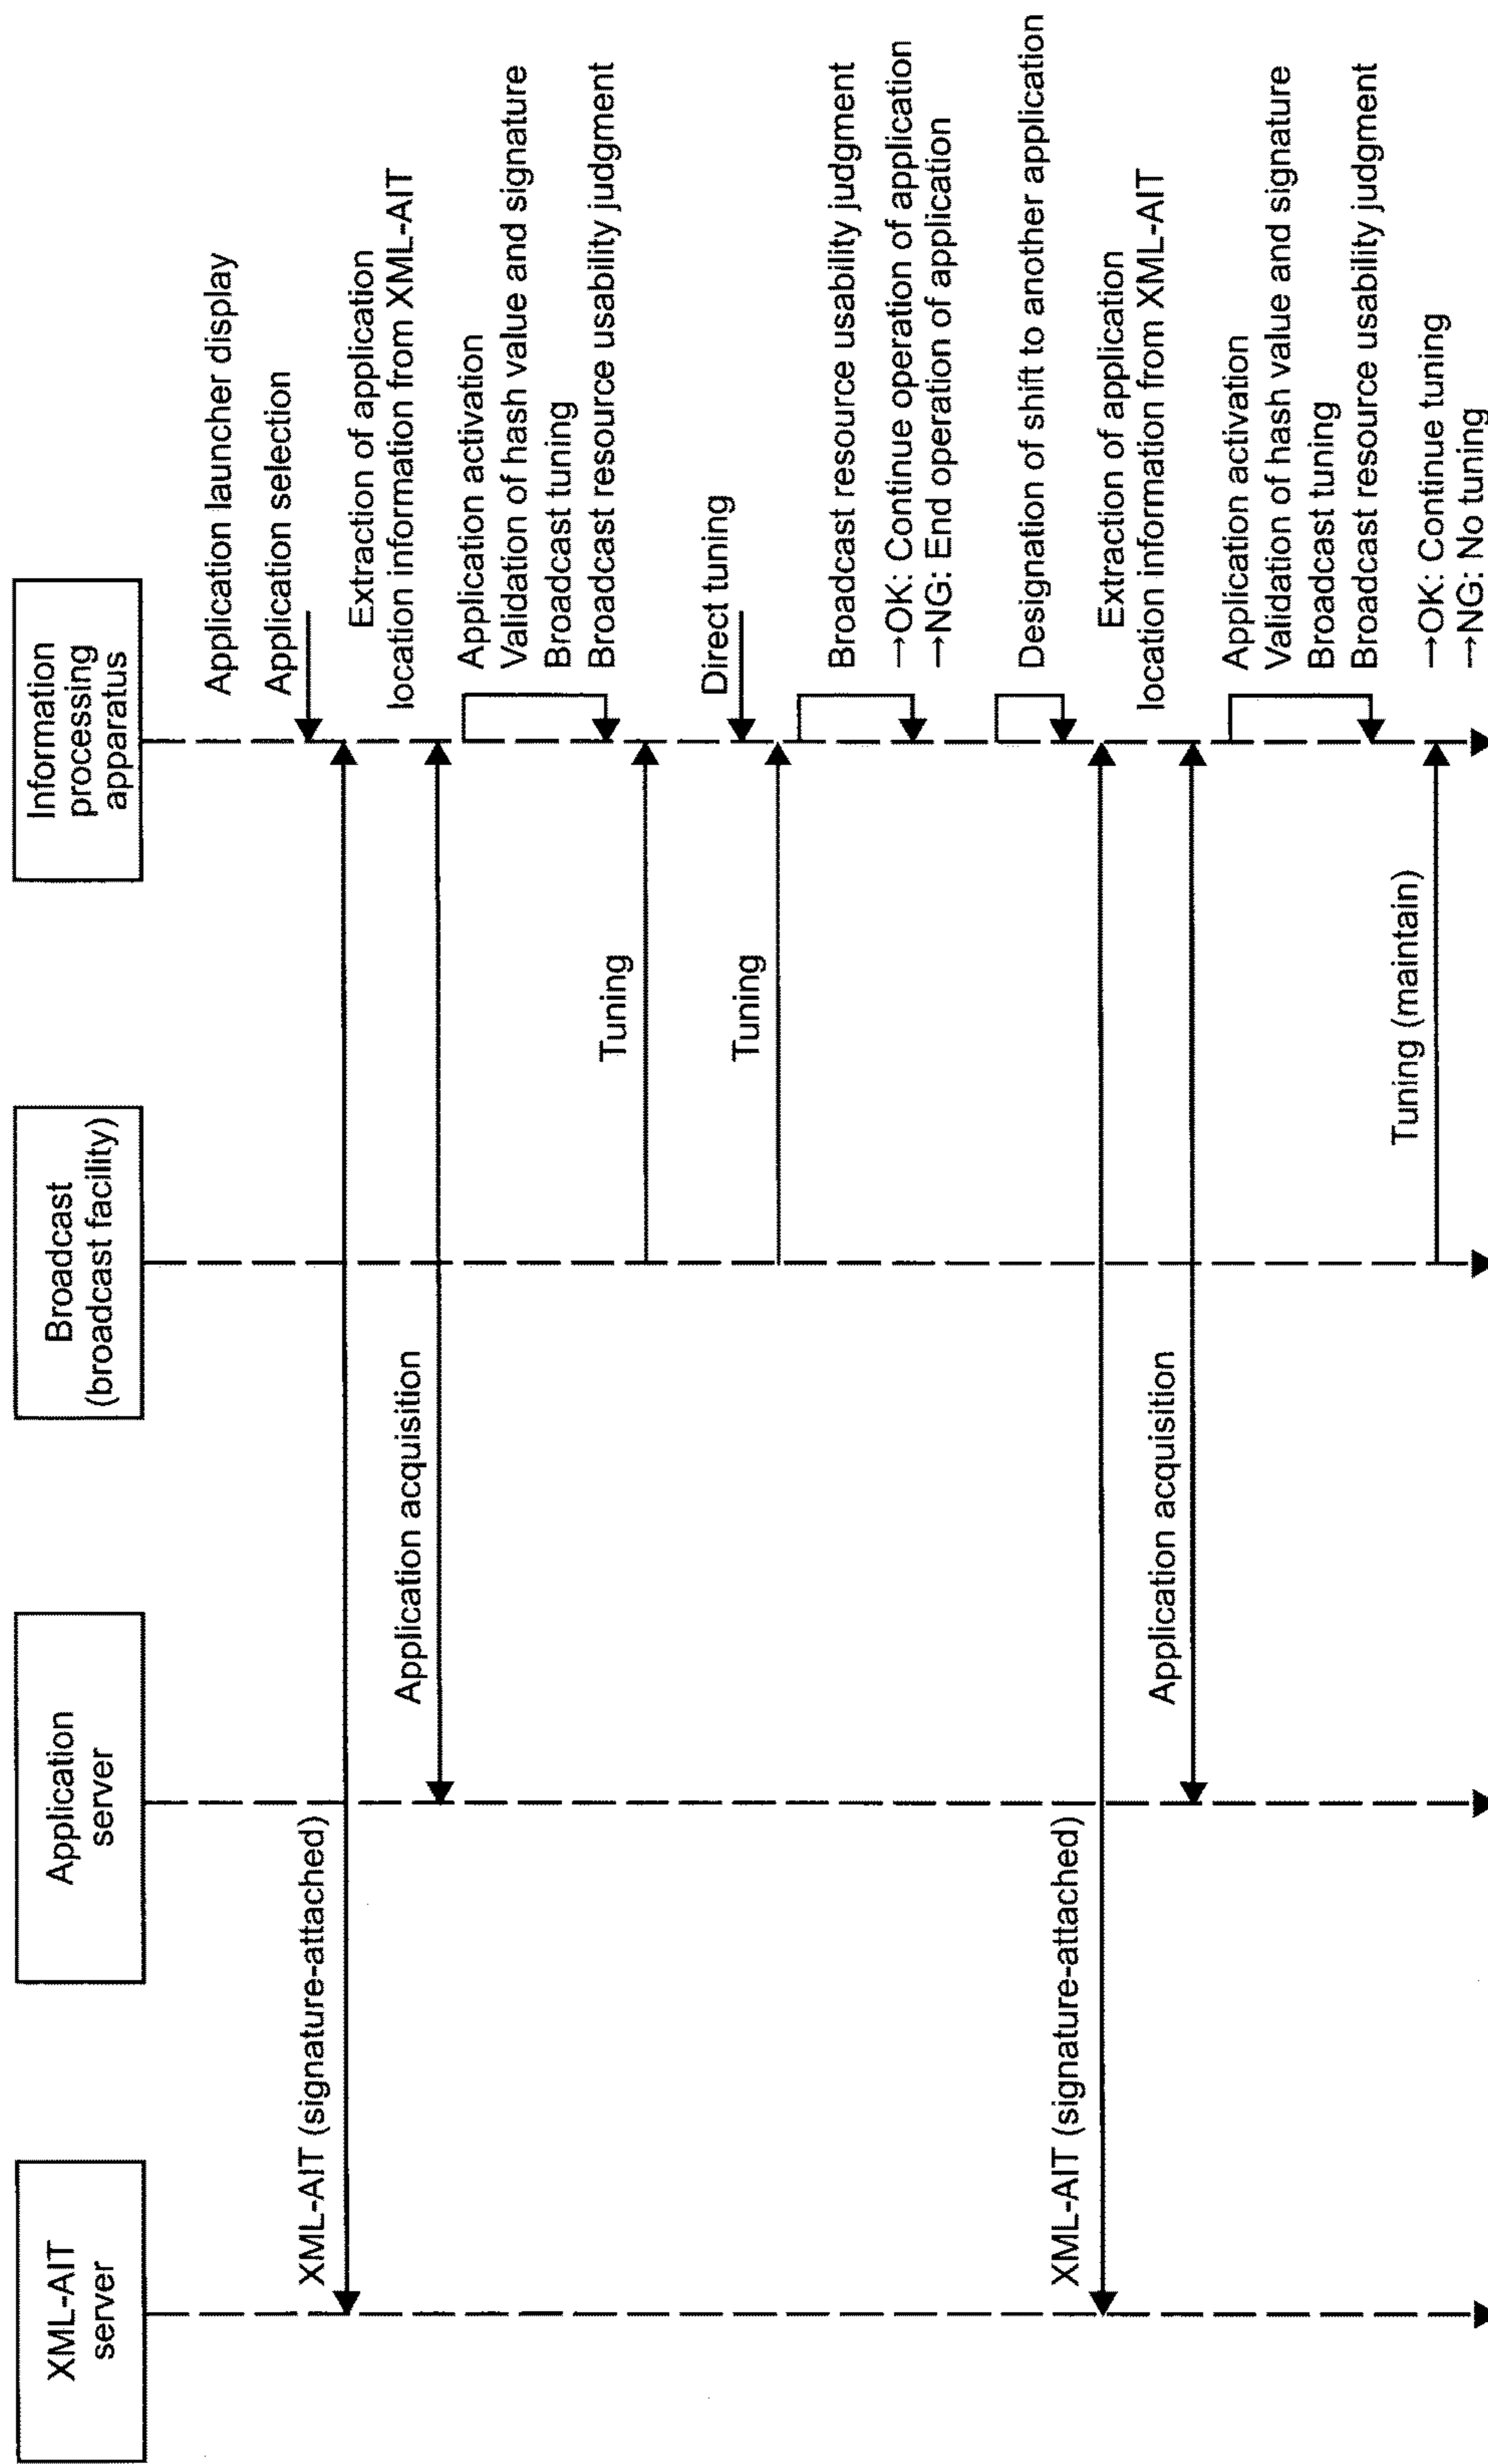 XML-AIT
server
Application
server
Broadcast
(broadcast facility)
Information
processing
apparatus
Application launcher display
Application selection
XML-AIT (signature-attached)
Extraction of application
location information from XML-AIT
Application acquisition
Application activation
Validation of hash value and signature
Broadcast tuning
Broadcast resource usability judgment
Tuning
Direct tuning
Tuning
Broadcast resource usability judgment
→OK: Continue operation of application
→NG: End operation of application
Designation of shift to another application
XML-AIT (signature-attached)
Extraction of application
location information from XML-AIT
Application acquisition
Application activation
Validation of hash value and signature
Broadcast tuning
Broadcast resource usability judgment
Tuning (maintain)
→OK: Continue tuning
→NG: No tuning